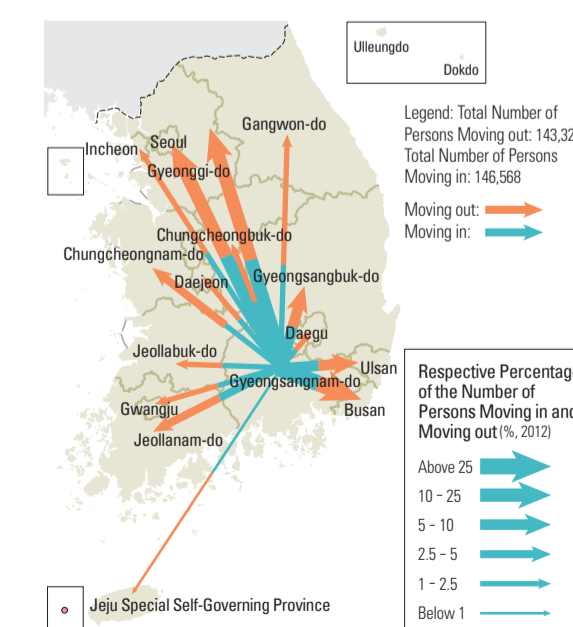 Ulleungdo
Dokdo
Legend: Total Number of
Persons Moving out: 143,32
Total Number of Persons
Moving in: 146,568
Moving out:
Moving in:
Gangwon-do
Incheon
Seoul
Gyeonggi-do
Chungcheongbuk-do
Chungcheongnam-do
Daejeon
Gyeongsangbuk-do
Daegu
Jeollabuk-do
Ulsan
Gyeongsangnam-do
Gwangju
Busan
Jeollanam-do
Jeju Special Self-Governing Province
Respective Percentage
of the Number of
Persons Moving in and
Moving out (%, 2012)
Above 25
10 – 25
5 – 10
2.5 – 5
1 – 2.5
Below 1